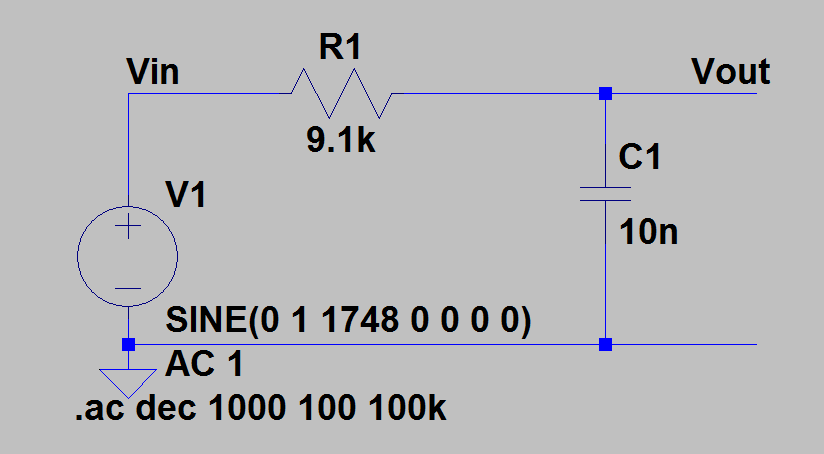 R1
Vin
Vout
9.1k
C1
V1
10n
SINE(0 1 1748 0 0 0 0)
AC 1
.ac dec 1000 100 100k